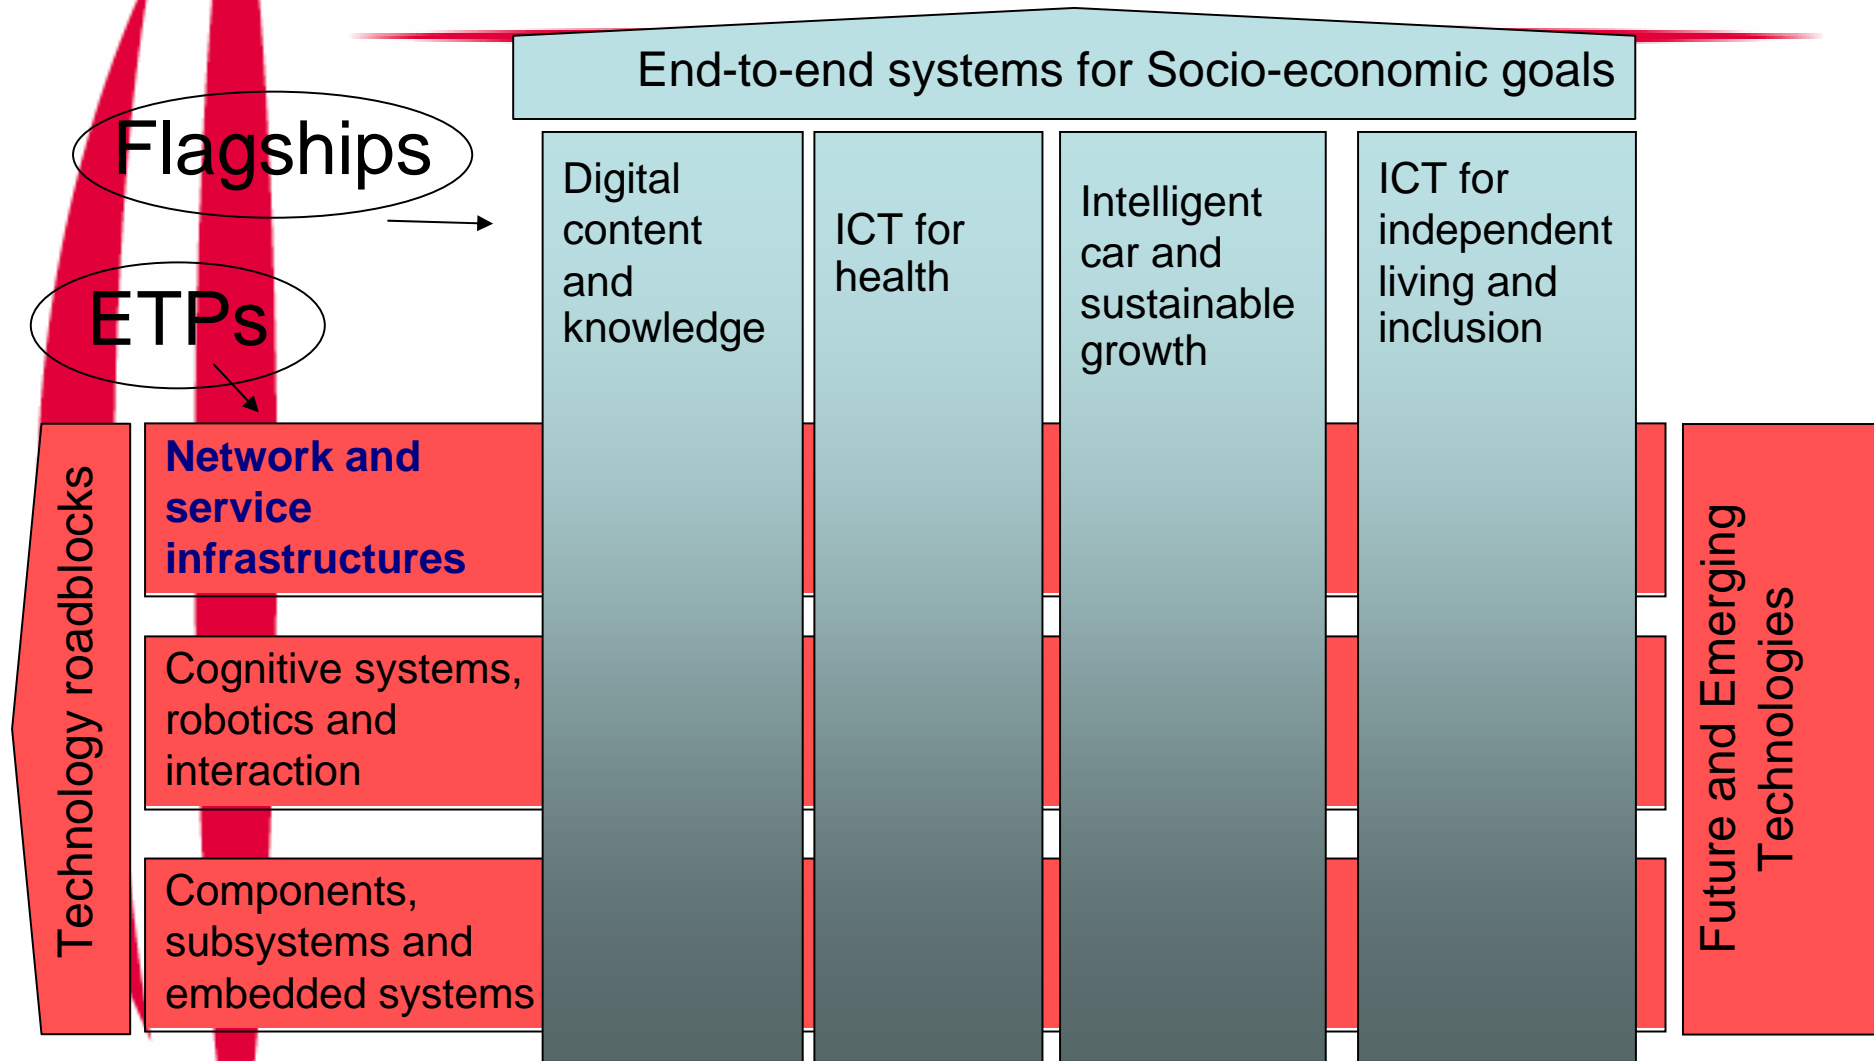 End-to-end systems for Socio-economic goals
Flagships
ETPs
Digital
content
and
knowledge
ICT for
health
Intelligent
car and
sustainable
growth
ICT for
independent
living and
inclusion
Technology roadblocks
Network and
service
infrastructures
Cognitive systems,
robotics and
interaction
Components,
subsystems and
embedded systems
Future and Emerging
Technologies